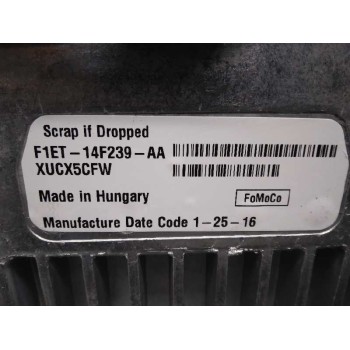 Scrap if Dropped
F1ET-14F239-AA
XUCX5CFW
Made in Hungary FoMoCo
Manufacture Date Code 1-25-16